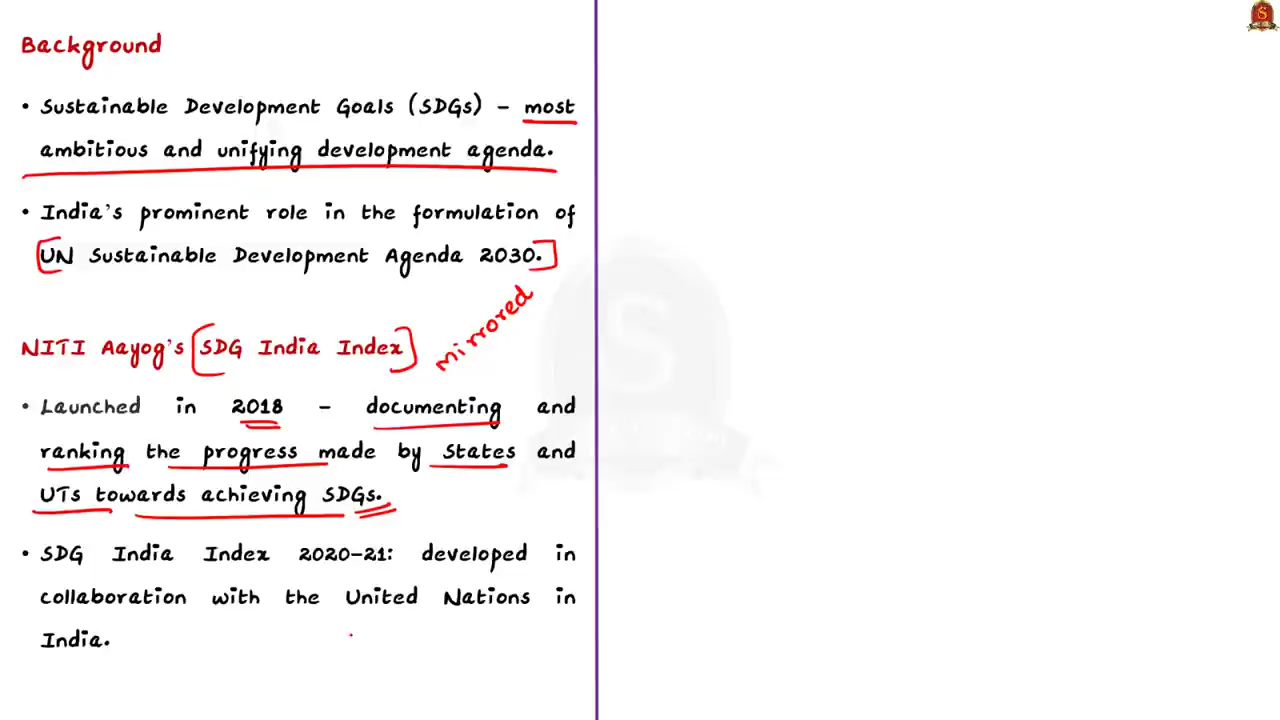 Background
• Sustainable Development Goals (SDGs) – most
ambitious and unifying development agenda.
• India's prominent role in the formulation of
UN Sustainable Development Agenda 2030.
mirrored
NITI Aayog's SDG India Index
• Launched in 2018 – documenting and
ranking the progress made by States and
UTs towards achieving SDGs.
• SDG India Index 2020-21: developed in
collaboration with the United Nations in
India.
S